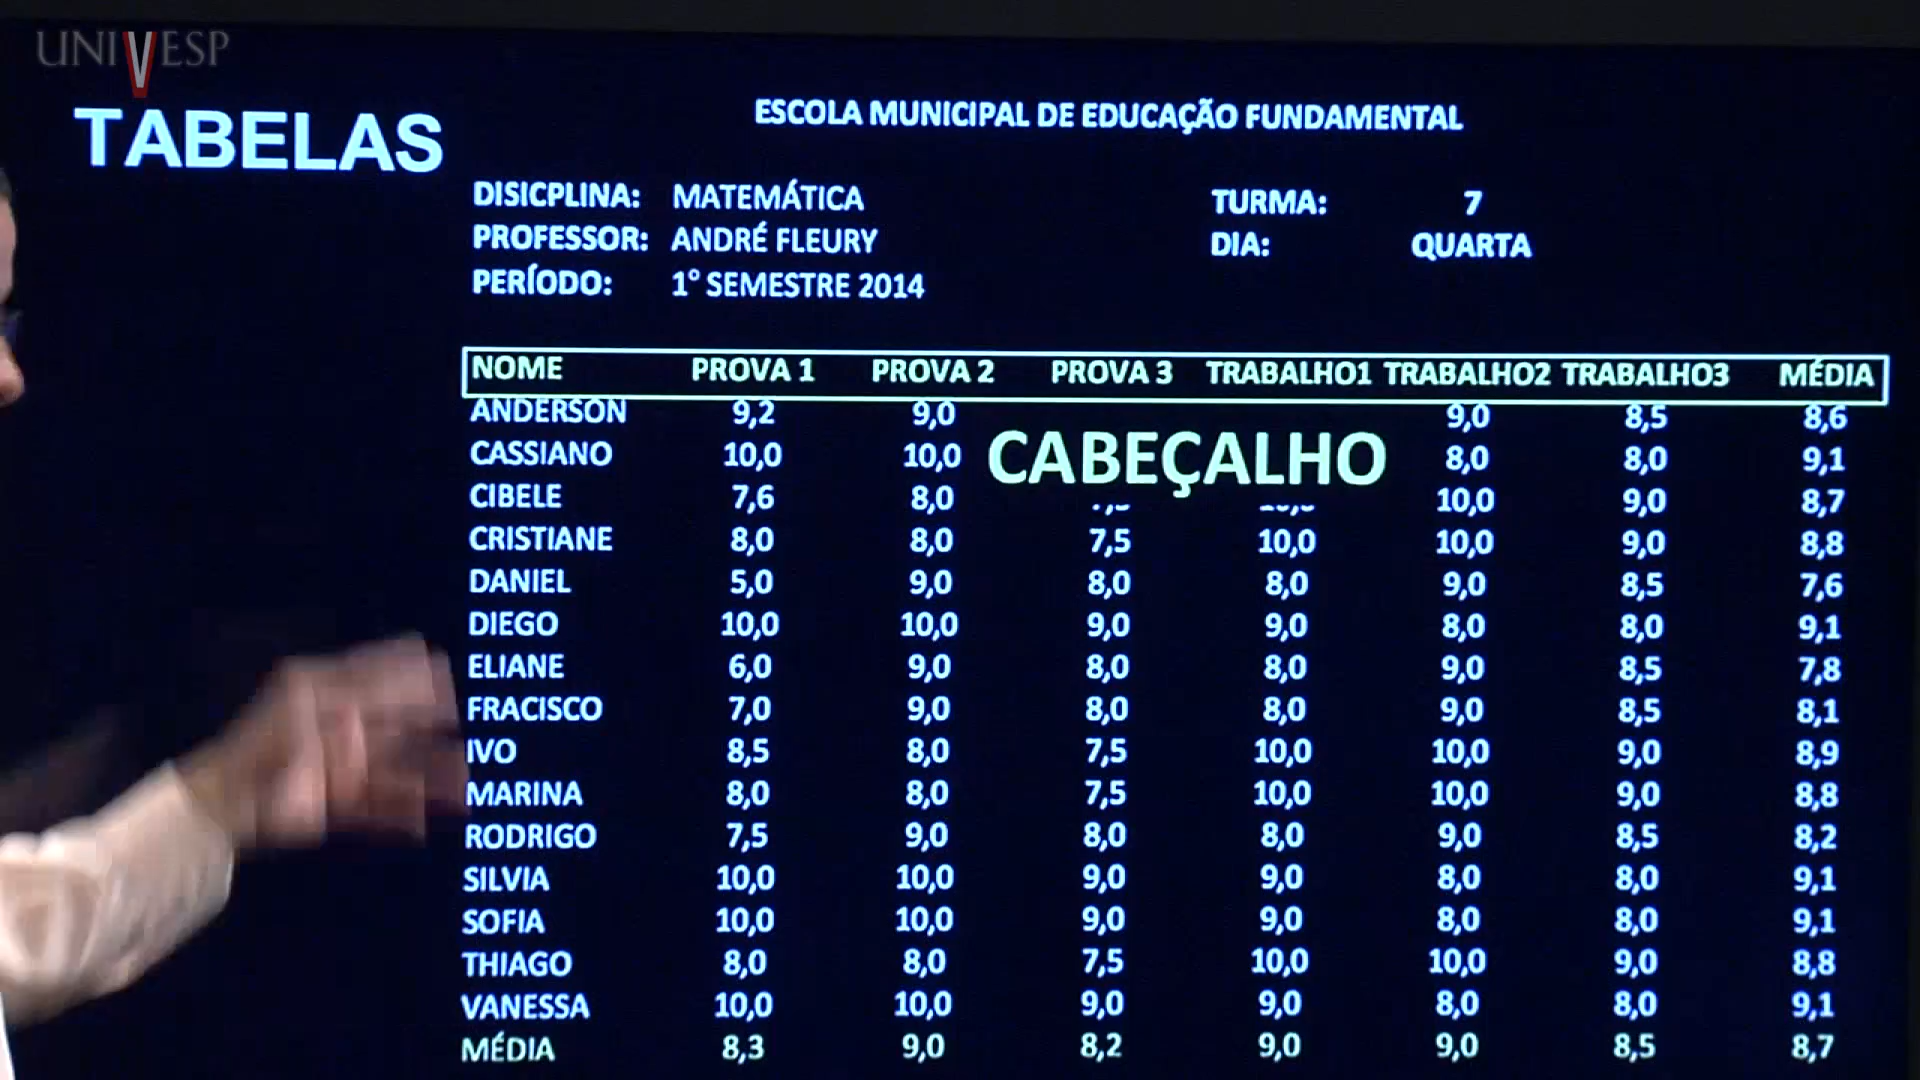 UNIVESP
TABELAS
ESCOLA MUNICIPAL DE EDUCAÇÃO FUNDAMENTAL
DISICPLINA: MATEMÁTICA TURMA: 7
PROFESSOR: ANDRÉ FLEURY DIA: QUARTA
PERÍODO: 1º SEMESTRE 2014
NOME PROVA 1 PROVA 2 PROVA 3 TRABALHO1 TRABALHO2 TRABALHO3 MÉDIA
ANDERSON 9,2 9,0 9,0 8,5 8,6
CABEÇALHO
CASSIANO 10,0 10,0 8,0 8,0 9,1
CIBELE 7,6 8,0 10,0 9,0 8,7
CRISTIANE 8,0 8,0 7,5 10,0 10,0 9,0 8,8
DANIEL 5,0 9,0 8,0 8,0 9,0 8,5 7,6
DIEGO 10,0 10,0 9,0 9,0 8,0 8,0 9,1
ELIANE 6,0 9,0 8,0 8,0 9,0 8,5 7,8
FRACISCO 7,0 9,0 8,0 8,0 9,0 8,5 8,1
IVO 8,5 8,0 7,5 10,0 10,0 9,0 8,9
MARINA 8,0 8,0 7,5 10,0 10,0 9,0 8,8
RODRIGO 7,5 9,0 8,0 8,0 9,0 8,5 8,2
SILVIA 10,0 10,0 9,0 9,0 8,0 8,0 9,1
SOFIA 10,0 10,0 9,0 9,0 8,0 8,0 9,1
THIAGO 8,0 8,0 7,5 10,0 10,0 9,0 8,8
VANESSA 10,0 10,0 9,0 9,0 8,0 8,0 9,1
MÉDIA 8,3 9,0 8,2 9,0 9,0 8,5 8,7